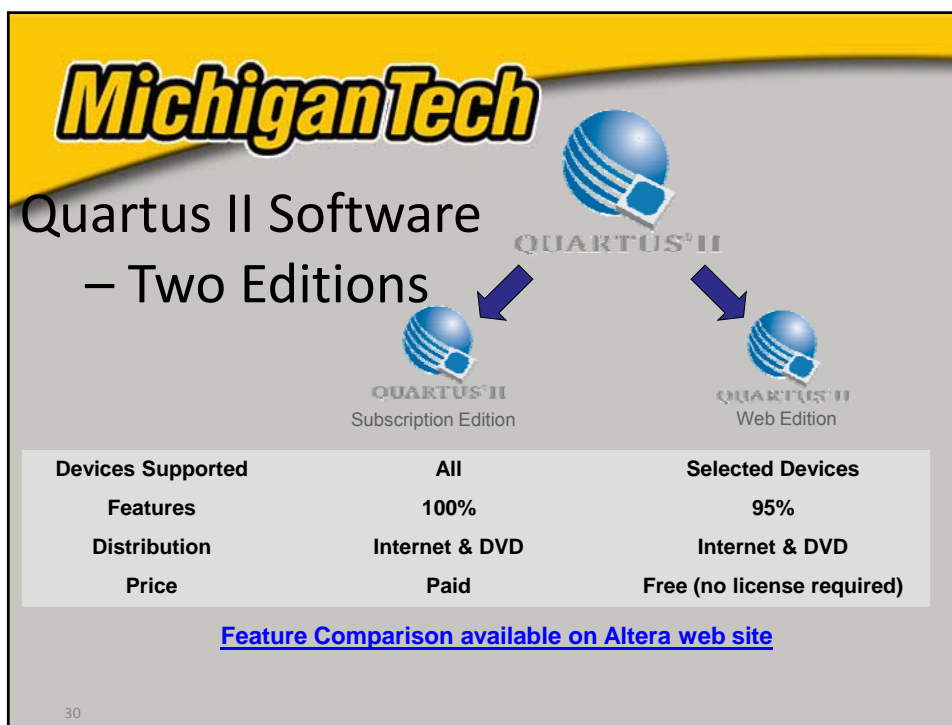 MichiganTech
Quartus II Software
– Two Editions
QUARTUS® II
QUARTUS® II
Subscription Edition
QUARTUS® II
Web Edition
Devices Supported All Selected Devices
Features 100% 95%
Distribution Internet & DVD Internet & DVD
Price Paid Free (no license required)
Feature Comparison available on Altera web site
30